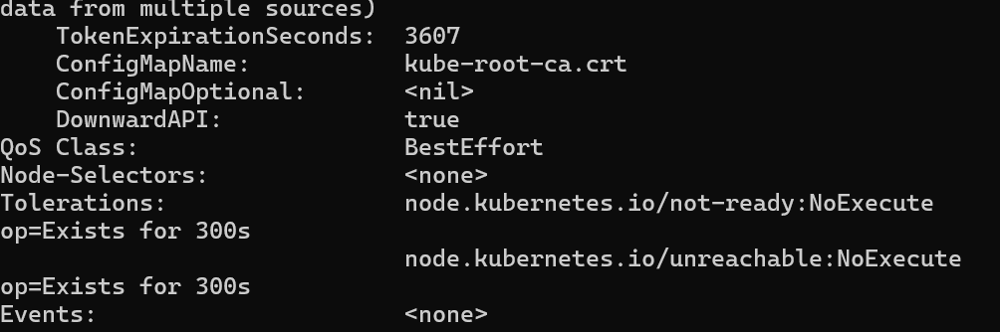 data from multiple sources)
TokenExpirationSeconds: 3607
ConfigMapName: kube-root-ca.crt
ConfigMapOptional: <nil>
DownwardAPI: true
QoS Class: BestEffort
Node-Selectors: <none>
Tolerations: node.kubernetes.io/not-ready:NoExecute
op=Exists for 300s
node.kubernetes.io/unreachable:NoExecute
op=Exists for 300s
Events: <none>